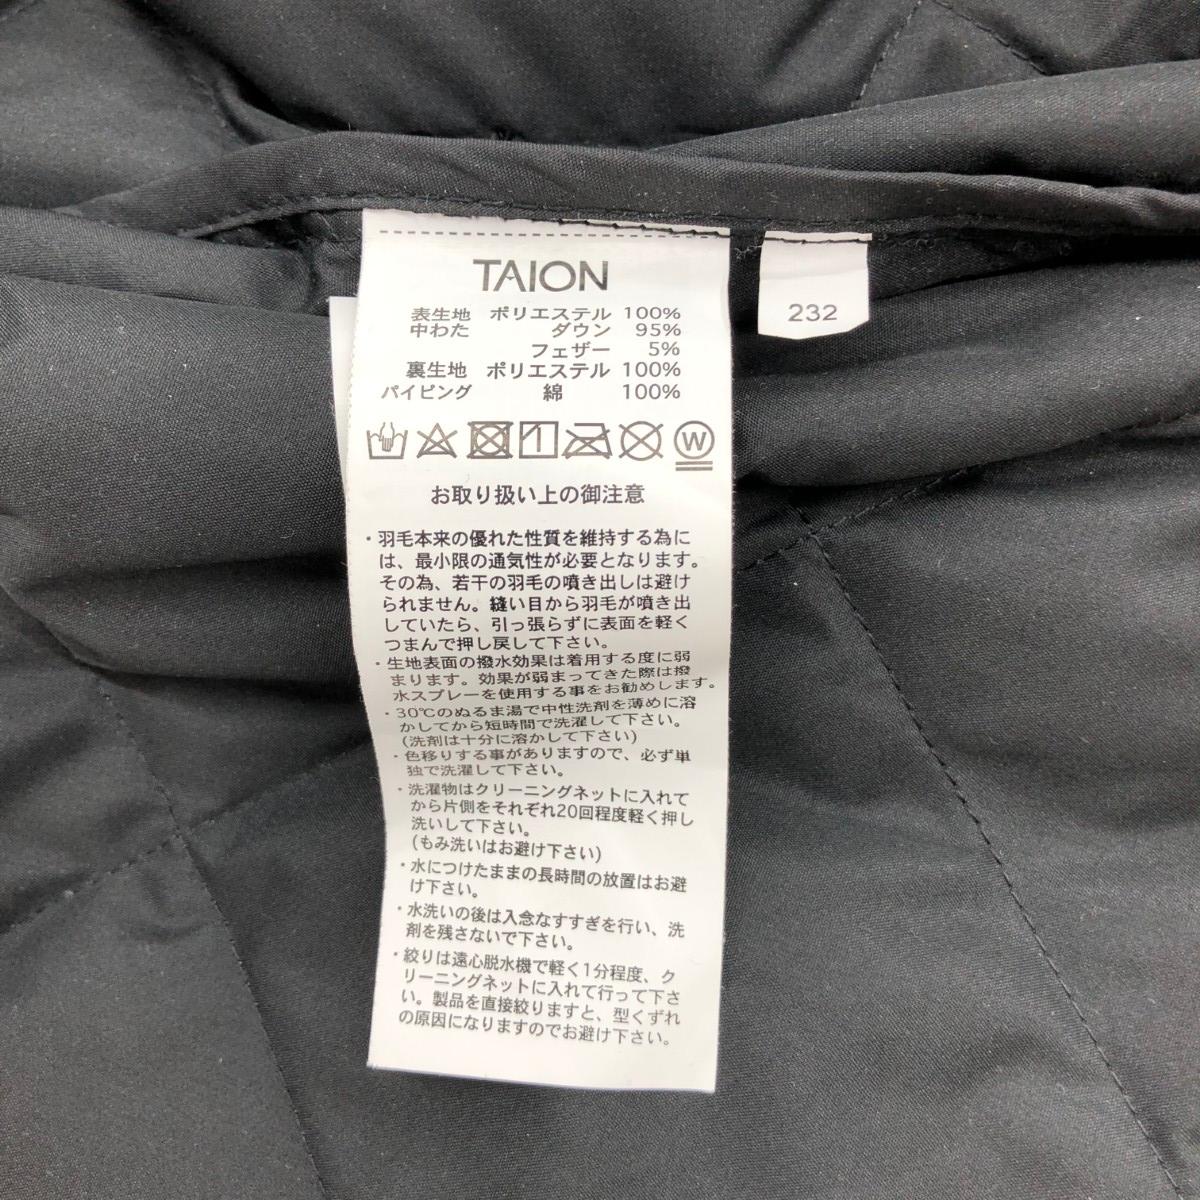 TAION
表生地 ポリエステル 100%
中わた ダウン 95%
フェザー 5%
裏生地 ポリエステル 100%
パイピング 綿 100%
232
W
お取り扱い上の御注意
・羽毛本来の優れた性質を維持する為に
は、最小限の通気性が必要となります。
その為、若干の羽毛の噴き出しは避け
られません。縫い目から羽毛が噴き出
していたら、引っ張らずに表面を軽く
つまんで押し戻して下さい。
・生地表面の撥水効果は着用する度に弱
まります。効果が弱まってきた際は撥
水スプレーを使用する事をお勧めします。
・30℃のぬるま湯で中性洗剤を薄めに溶
かしてから短時間で洗濯して下さい。
(洗剤は十分に溶かして下さい)
・色移りする事がありますので、必ず単
独で洗濯して下さい。
・洗濯物はクリーニングネットに入れて
から片側をそれぞれ20回程度軽く押し
洗いして下さい。
(もみ洗いはお避け下さい)
・水につけたままの長時間の放置はお避
け下さい。
・水洗いの後は入念なすすぎを行い、洗
剤を残さないで下さい。
・絞りは遠心脱水機で軽く1分程度、ク
リーニングネットに入れて行って下さ
い。製品を直接絞りますと、型くずれ
の原因になりますのでお避け下さい。